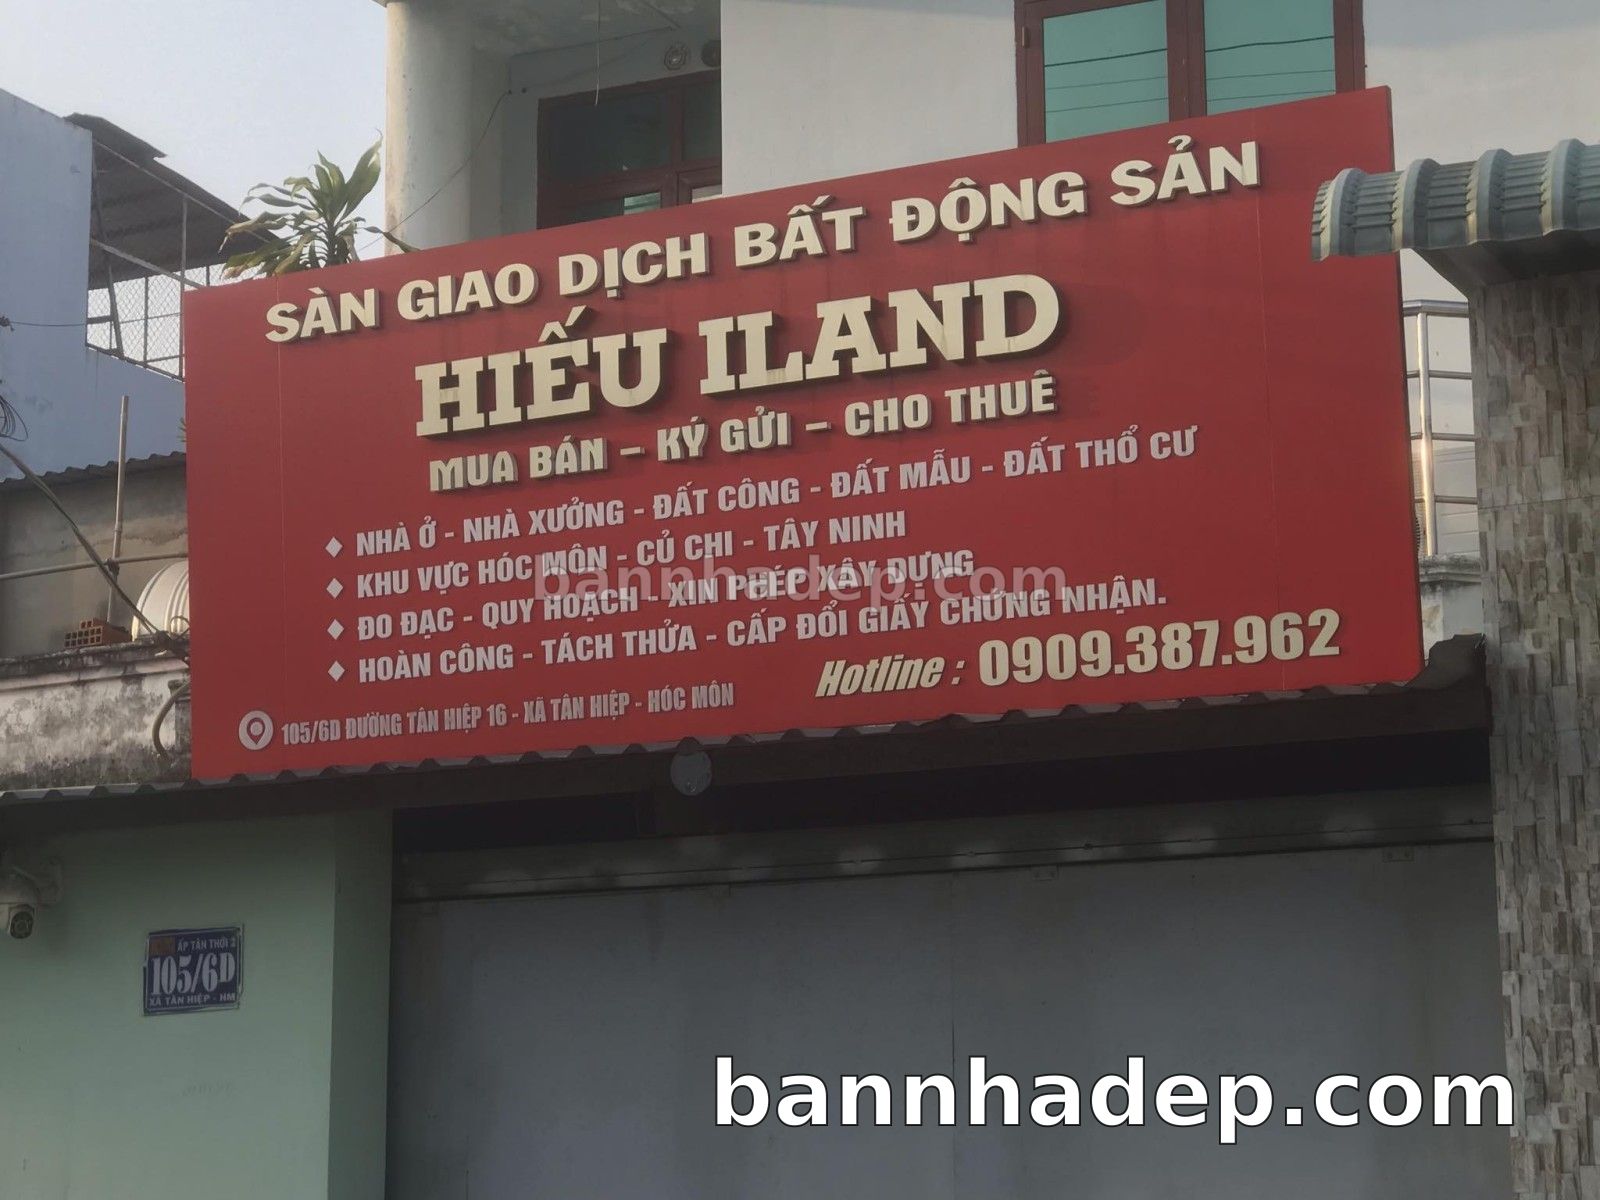 SÀN GIAO DỊCH BẤT ĐỘNG SẢN
HIẾU ILAND
MUA BÁN - KÝ GỬI - CHO THUÊ
NHÀ Ở - NHÀ XƯỞNG - ĐẤT CÔNG - ĐẤT MẪU - ĐẤT THỔ CƯ
KHU VỰC HÓC MÔN - CỦ CHI - TÂY NINH
bannhadep.com
ĐO ĐẠC - QUY HOẠCH - XIN PHÉP XÂY DỰNG
HOÀN CÔNG - TÁCH THỬA - CẤP ĐỔI GIẤY CHỨNG NHẬN.
Hotline : 0909.387.962
105/6D ĐƯỜNG TÂN HIỆP 16 - XÃ TÂN HIỆP - HÓC MÔN
ẤP TÂN THỚI 2
105/6D
XÃ TÂN HIỆP - HM
bannhadep.com